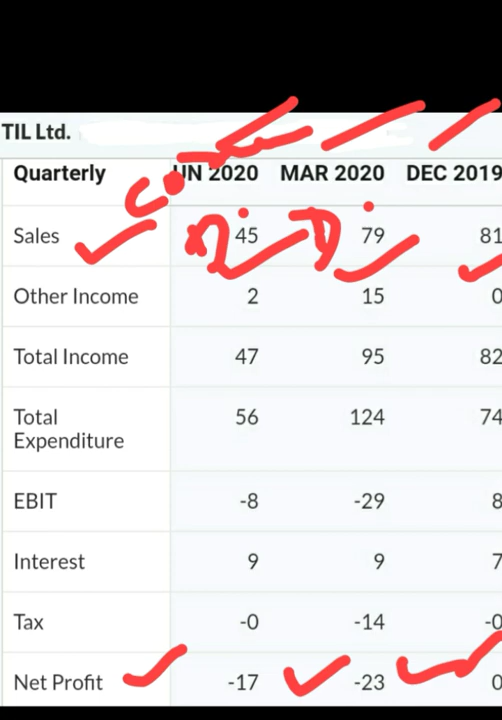 TIL Ltd.
Quarterly UN 2020 MAR 2020 DEC 2019
Sales 45 79 81
Other Income 2 15 0
Total Income 47 95 82
Total 56 124 74
Expenditure
EBIT -8 -29 8
Interest 9 9 7
Tax -0 -14 -0
Net Profit -17 -23 0